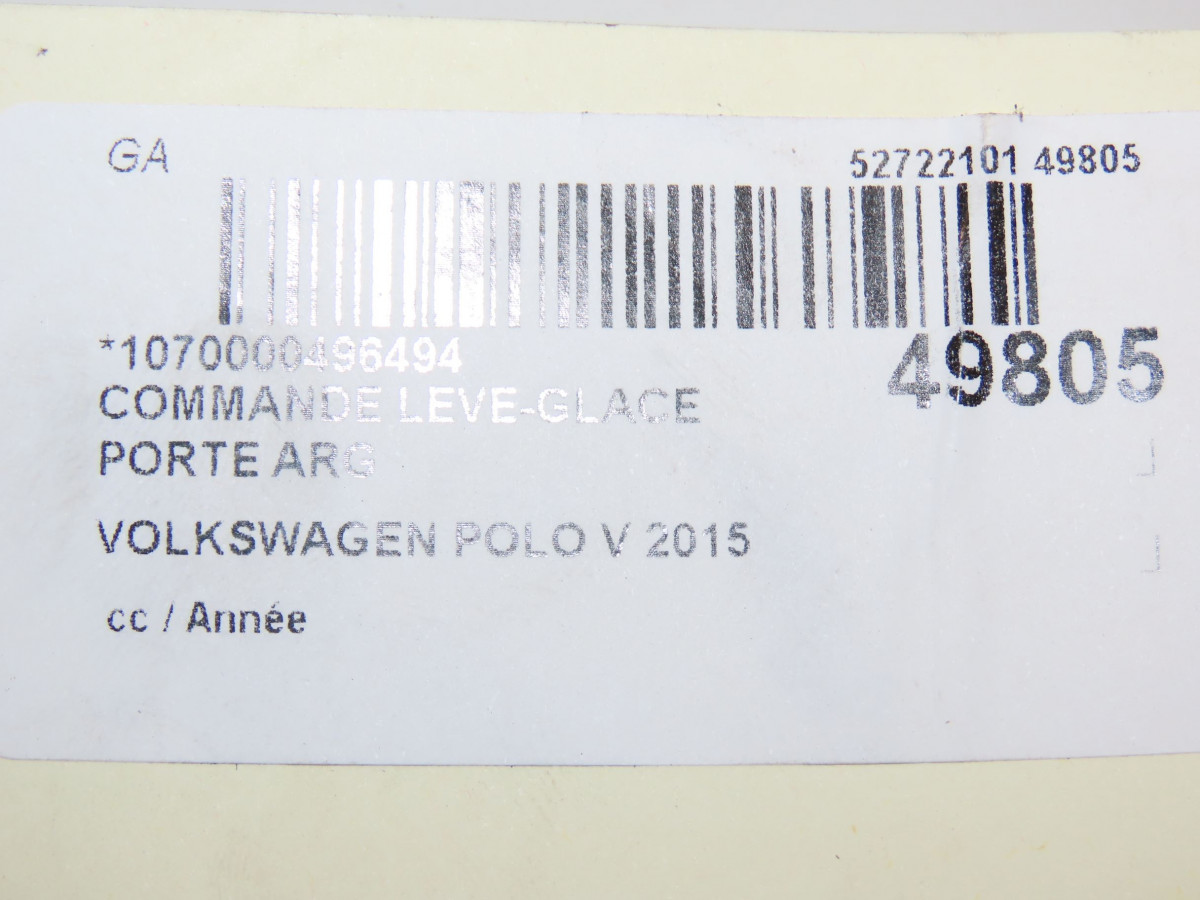 GA
52722101 49805
*1070000496494
49805
COMMANDE LEVE-GLACE
PORTE ARG
VOLKSWAGEN POLO V 2015
cc / Année